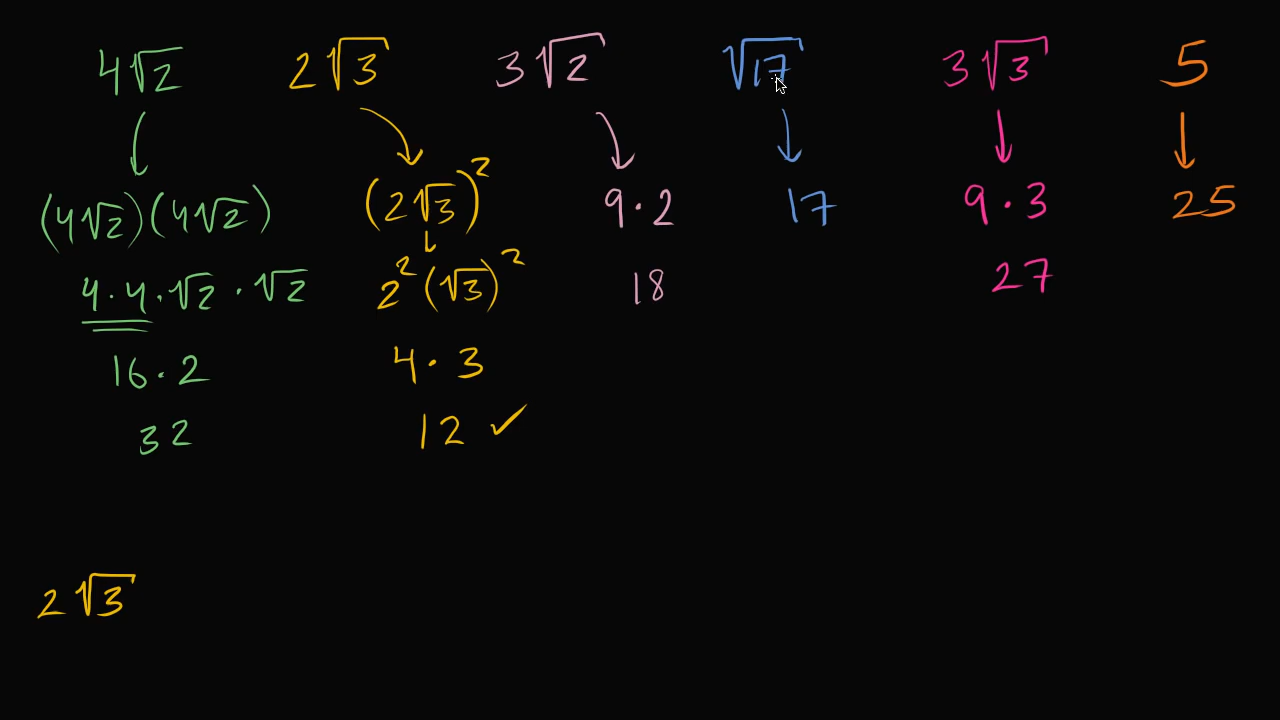 4√2 2√3 3√2 √17 3√3 5
(4√2)(4√2) (2√3)² 9·2 17 9·3 25
4·4·√2·√2 2²(√3)² 18 27
16·2 4·3
32 12 ✓
2√3